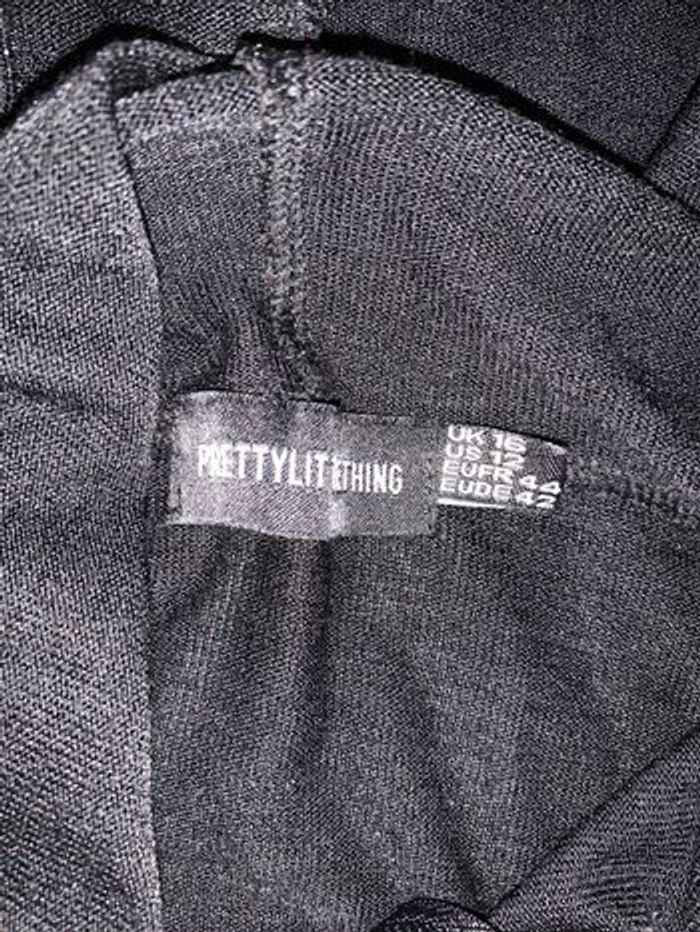 PRETTYLITTLETHING
UK 16
US 12
EUFR 44
EUDE 42